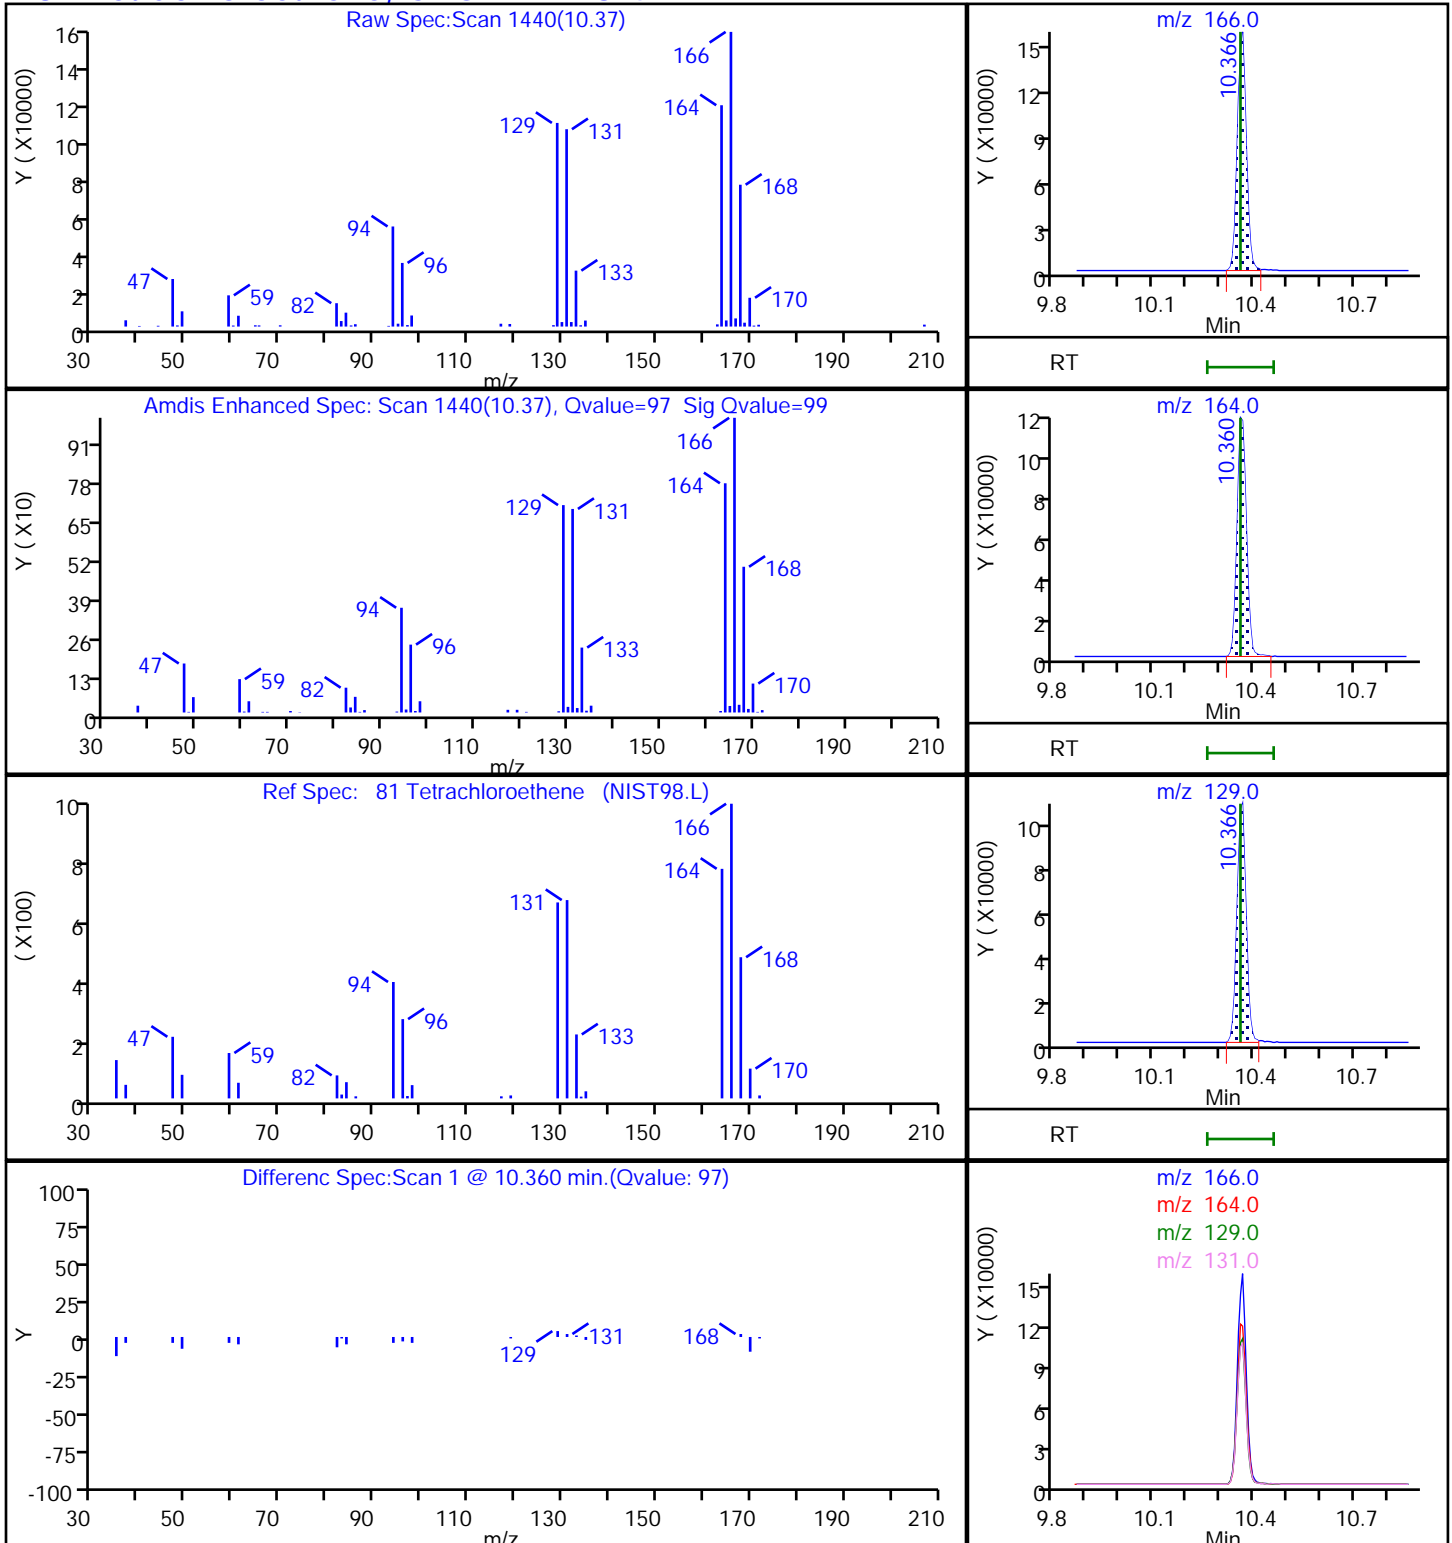 Raw Spec:Scan 1440(10.37)
Y ( X10000)
16
14
12
10
8
6
4
2
0
47
59
82
94
96
129
131
133
164
166
168
170
30 50 70 90 110 130 150 170 190 210
m/z
m/z 166.0
Y ( X10000)
15
12
9
6
3
0
10.366
9.8 10.1 10.4 10.7
Min
RT
Amdis Enhanced Spec: Scan 1440(10.37), Qvalue=97 Sig Qvalue=99
Y ( X10)
91
78
65
52
39
26
13
0
47
59
82
94
96
129
131
133
164
166
168
170
30 50 70 90 110 130 150 170 190 210
m/z
m/z 164.0
Y ( X10000)
12
10
8
6
4
2
0
10.360
9.8 10.1 10.4 10.7
Min
RT
Ref Spec: 81 Tetrachloroethene (NIST98.L)
( X100)
10
8
6
4
2
0
47
59
82
94
96
131
133
164
166
168
170
30 50 70 90 110 130 150 170 190 210
m/z 129.0
Y ( X10000)
10
8
6
4
2
0
10.366
9.8 10.1 10.4 10.7
Min
RT
Differenc Spec:Scan 1 @ 10.360 min.(Qvalue: 97)
Y
100
75
50
25
0
-25
-50
-75
-100
129
131
168
30 50 70 90 110 130 150 170 190 210
m/z
m/z 166.0
m/z 164.0
m/z 129.0
m/z 131.0
Y ( X10000)
15
12
9
6
3
0
9.8 10.1 10.4 10.7
Min